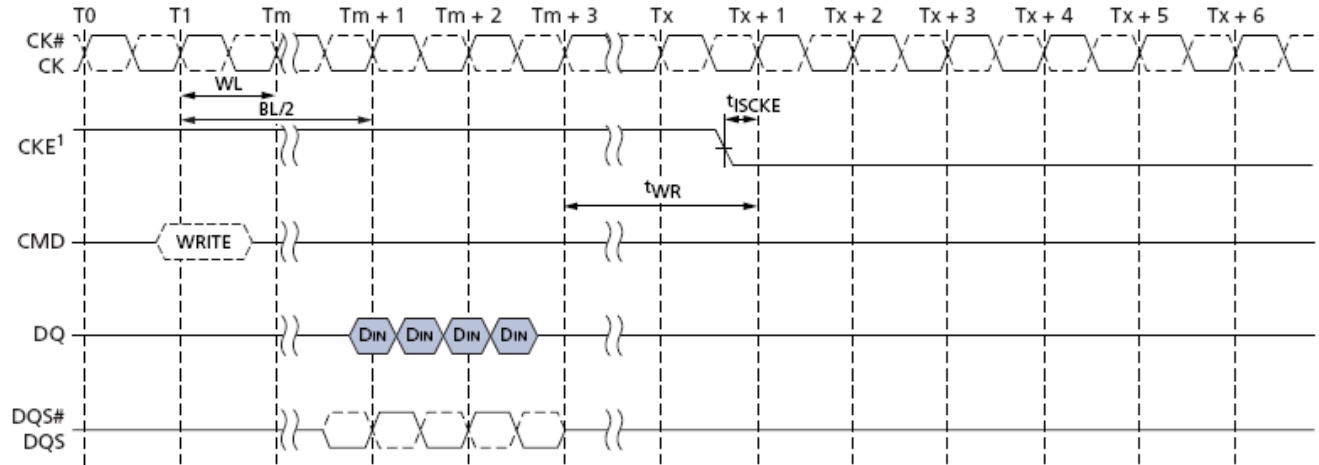 T0 T1 Tm Tm + 1 Tm + 2 Tm + 3 Tx Tx + 1 Tx + 2 Tx + 3 Tx + 4 Tx + 5 Tx + 6
CK#
CK
WL
BL/2
tISCKE
CKE1
tWR
CMD WRITE
DQ DIN DIN DIN DIN
DQS#
DQS